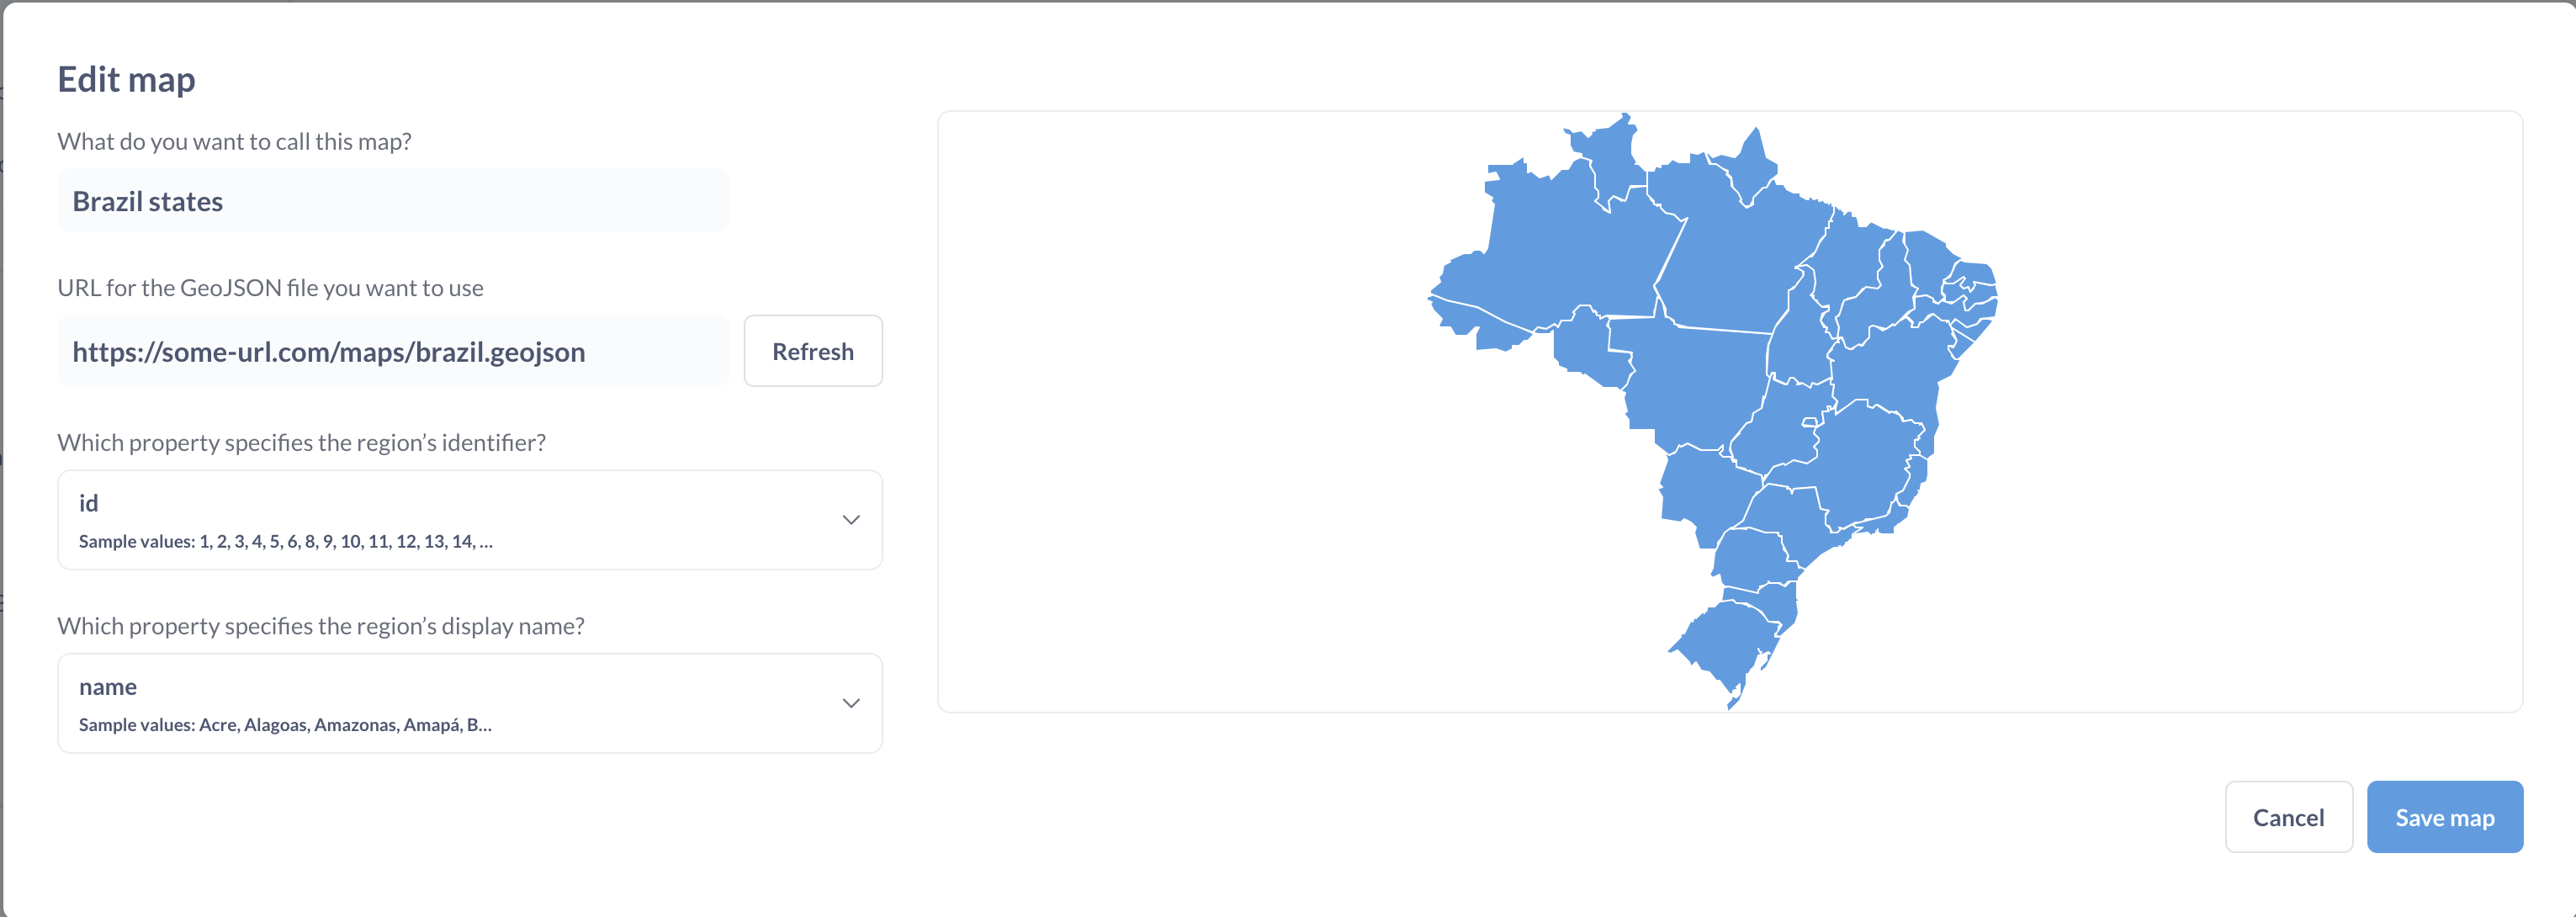 Edit map
What do you want to call this map?
Brazil states
URL for the GeoJSON file you want to use
https://some-url.com/maps/brazil.geojson
Refresh
Which property specifies the region’s identifier?
id
Sample values: 1, 2, 3, 4, 5, 6, 8, 9, 10, 11, 12, 13, 14, ...
Which property specifies the region’s display name?
name
Sample values: Acre, Alagoas, Amazonas, Amapá, B...
Cancel
Save map